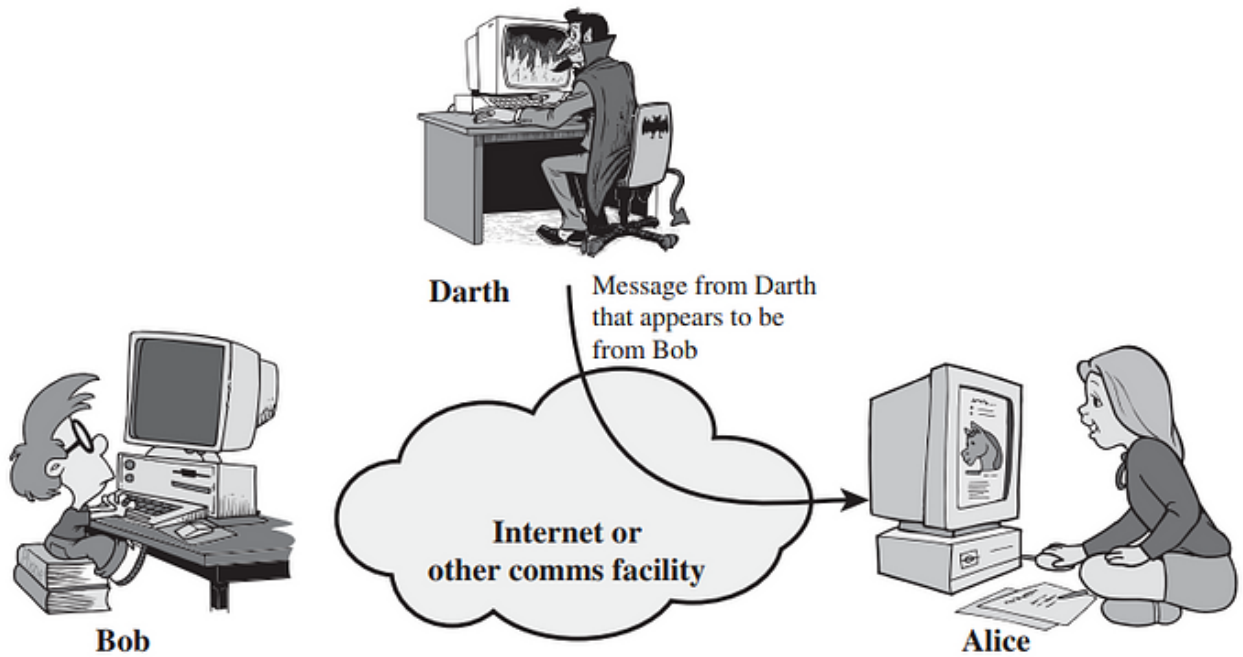 Darth
Message from Darth
that appears to be
from Bob
Internet or
other comms facility
Bob
Alice